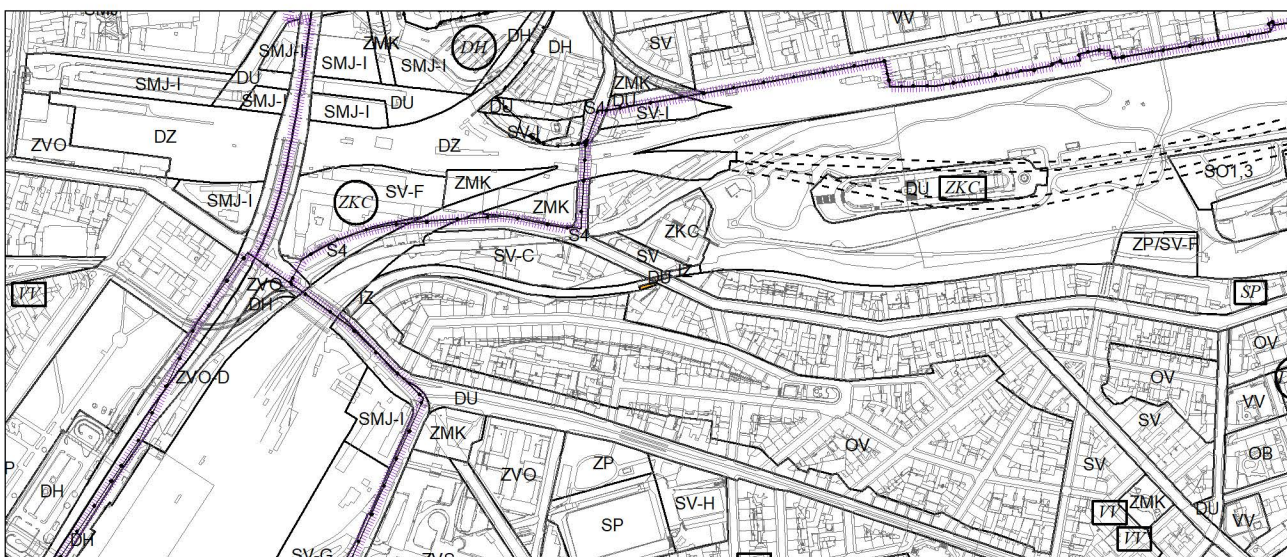 SMJ
SMJ-I
ZMK
DH
DH
DH
SV
VV
SMJ-I
SMJ-I
DU
SMJ-I
ZMK
SMJ-I
SMJ-I
SMJ-I
DU
DU
S4
DU
SV-I
SV-I
ZVO
DZ
DZ
SMJ-I
ZKC
SV-F
ZMK
ZMK
DU
ZKC
SO1,3
S4
S4
SV-C
SV
ZKC
ZP/SV-F
DU
IZ
VV
ZVO
DH
IZ
SP
OV
ZVO-D
DU
OV
VV
SMJ-I
ZMK
SV
OV
SV
OB
ZVO
ZP
DH
SV-H
SP
VV
ZMK
DU
VV
VV
DH
SV-G
ZVS
P